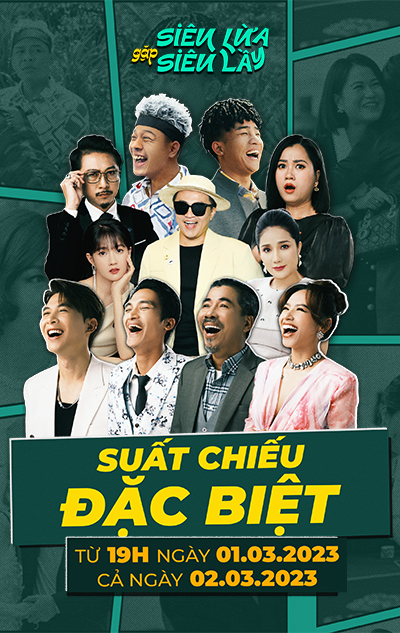 SIÊU LỪA
gặp
SIÊU LẦY
SUẤT CHIẾU
ĐẶC BIỆT
TỪ 19H NGÀY 01.03.2023
CẢ NGÀY 02.03.2023